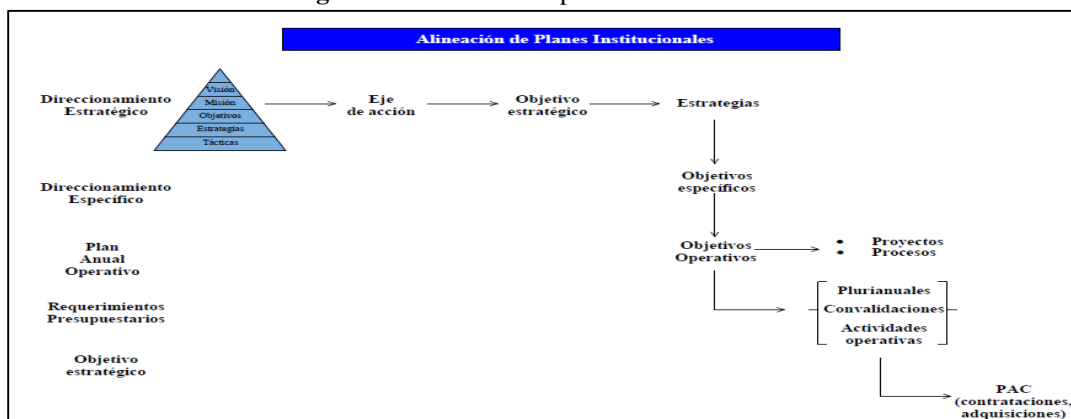 Alineación de Planes Institucionales
Direccionamiento
Estratégico
Visión
Misión
Objetivos
Estrategias
Tácticas
Eje
de acción
Objetivo
estratégico
Estrategias
Direccionamiento
Específico
Objetivos
específicos
Plan
Anual
Operativo
Objetivos
Operativos
• Proyectos
• Procesos
Requerimientos
Presupuestarios
Plurianuales
Convalidaciones
Actividades
operativas
Objetivo
estratégico
PAC
(contrataciones,
adquisiciones)